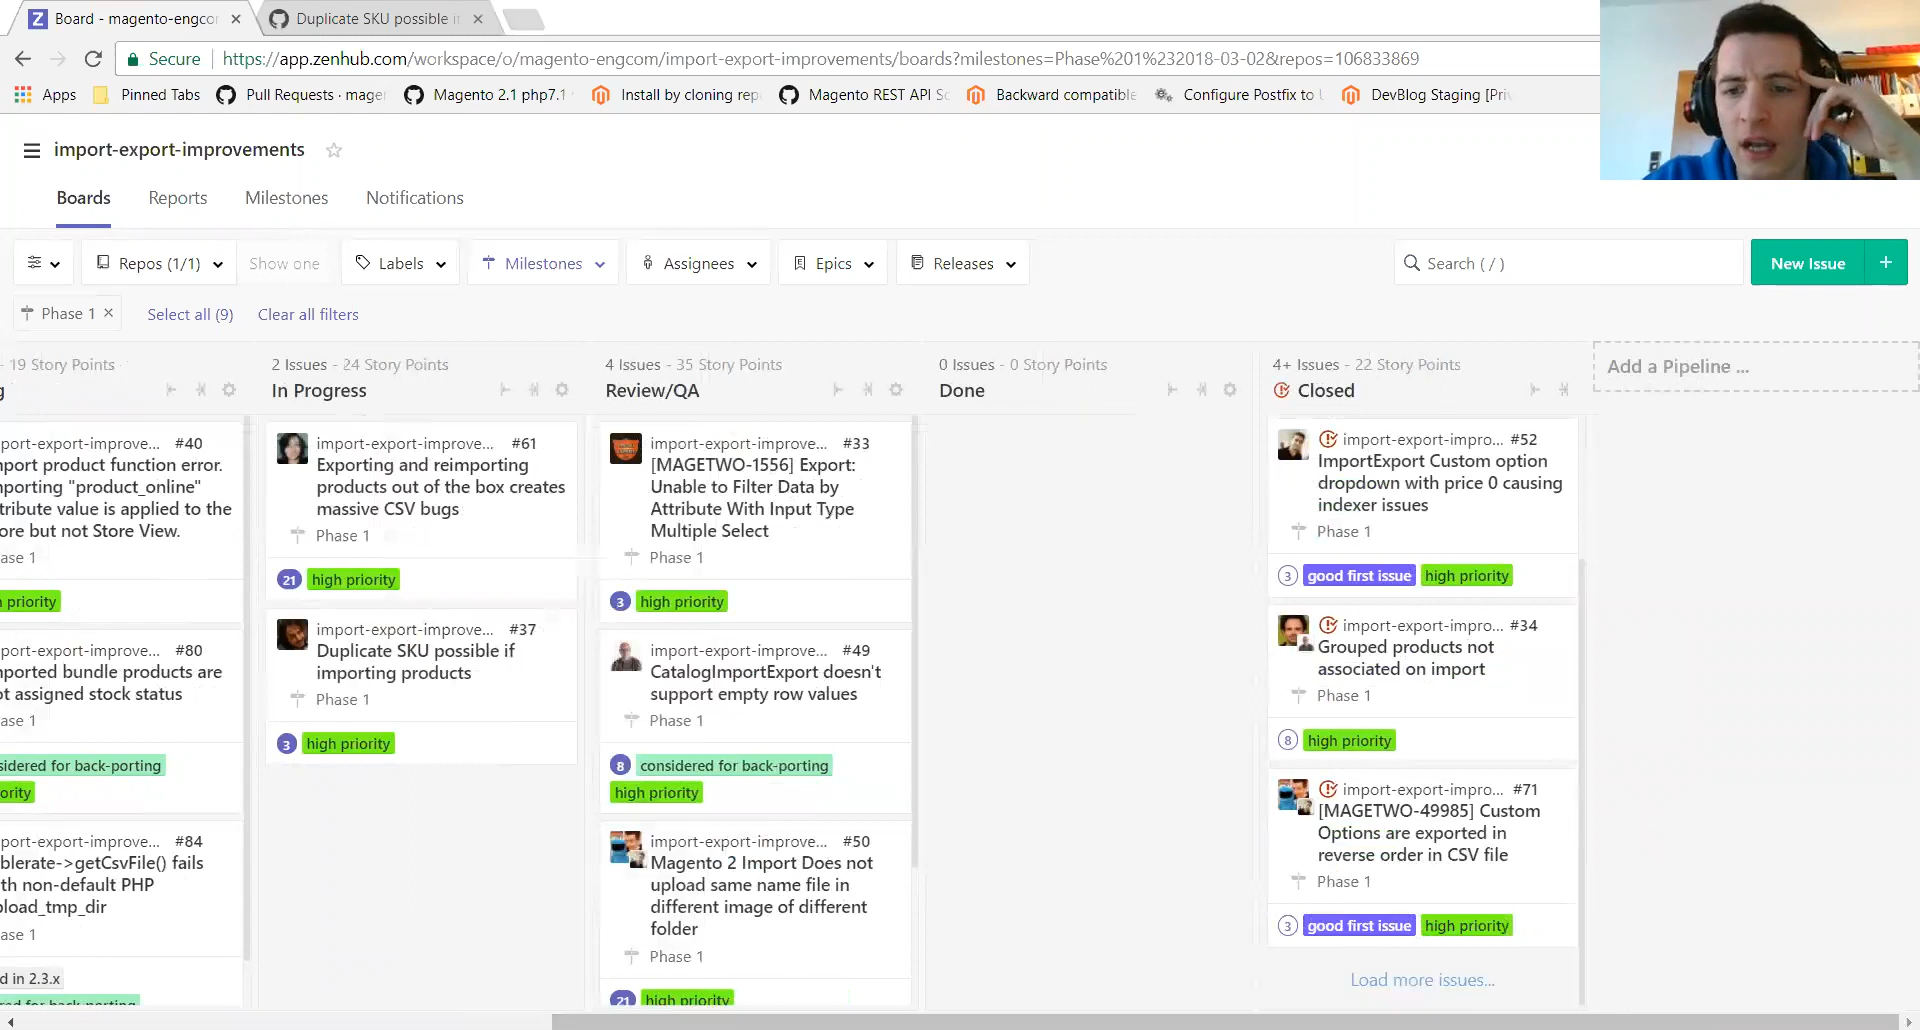 Board - magento-engcor
Duplicate SKU possible i
Secure
https://app.zenhub.com/workspace/o/magento-engcom/import-export-improvements/boards?milestones=Phase%201%232018-03-02&repos=106833869
Apps
Pinned Tabs
Pull Requests · mage
Magento 2.1 php7.1
Install by cloning rep
Magento REST API Sc
Backward compatible
Configure Postfix to
DevBlog Staging [Pri
import-export-improvements
Boards
Reports
Milestones
Notifications
Repos (1/1)
Show one
Labels
Milestones
Assignees
Epics
Releases
Search ( / )
New Issue +
Phase 1 ×
Select all (9)
Clear all filters
- 19 Story Points
g
port-export-improve... #40
mport product function error.
mporting "product_online"
tribute value is applied to the
ore but not Store View.
ase 1
priority
port-export-improve... #80
mported bundle products are
ot assigned stock status
ase 1
sidered for back-porting
ority
port-export-improve... #84
blerate->getCsvFile() fails
th non-default PHP
pload_tmp_dir
ase 1
d in 2.3.x
red for back-porting
2 Issues - 24 Story Points
In Progress
import-export-improve... #61
Exporting and reimporting
products out of the box creates
massive CSV bugs
Phase 1
21 high priority
import-export-improve... #37
Duplicate SKU possible if
importing products
Phase 1
3 high priority
4 Issues - 35 Story Points
Review/QA
import-export-improve... #33
[MAGETWO-1556] Export:
Unable to Filter Data by
Attribute With Input Type
Multiple Select
Phase 1
3 high priority
import-export-improve... #49
CatalogImportExport doesn't
support empty row values
Phase 1
8 considered for back-porting
high priority
import-export-improve... #50
Magento 2 Import Does not
upload same name file in
different image of different
folder
Phase 1
21 high priority
0 Issues - 0 Story Points
Done
4+ Issues - 22 Story Points
Closed
import-export-impro... #52
ImportExport Custom option
dropdown with price 0 causing
indexer issues
Phase 1
3 good first issue high priority
import-export-impro... #34
Grouped products not
associated on import
Phase 1
8 high priority
import-export-impro... #71
[MAGETWO-49985] Custom
Options are exported in
reverse order in CSV file
Phase 1
3 good first issue high priority
Load more issues...
Add a Pipeline ...